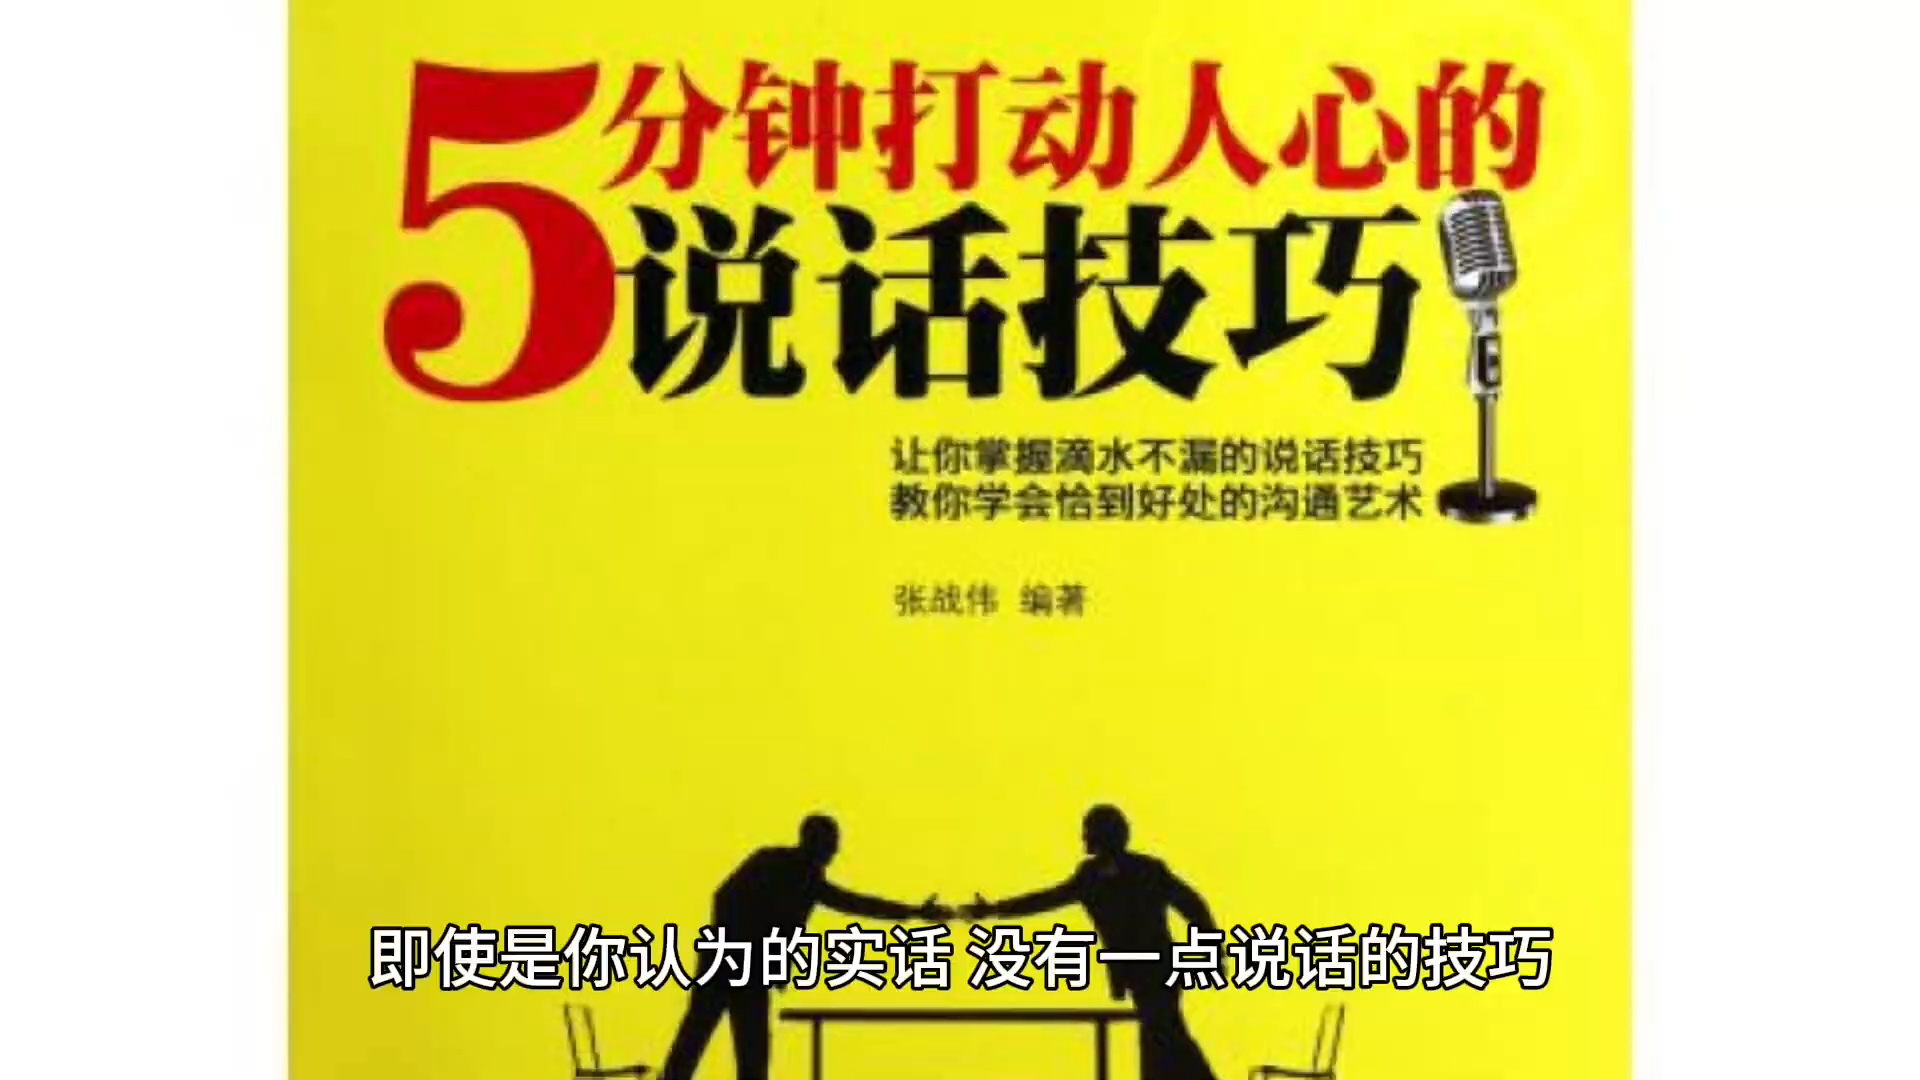 5分钟打动人心的
说话技巧
让你掌握滴水不漏的说话技巧
教你学会恰到好处的沟通艺术
张战伟 编著
即使是你认为的实话 没有一点说话的技巧